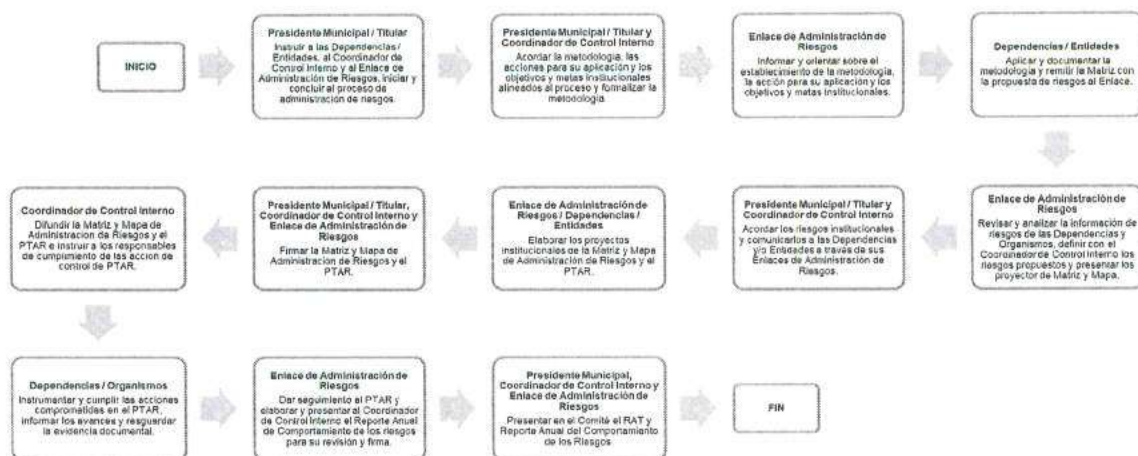 INICIO
Presidente Municipal / Titular
Instruir a las Dependencias /
Entidades, al Coordinador de
Control Interno y al Enlace de
Administración de Riesgos, iniciar y
concluir el proceso de
administración de riesgos.
Presidente Municipal / Titular y
Coordinador de Control Interno
Acordar la metodología, las
acciones para su aplicación y los
objetivos y metas institucionales
alineados al proceso y formalizar la
metodología.
Enlace de Administración de
Riesgos
Informar y orientar sobre el
establecimiento de la metodología,
la acción para su aplicación y los
objetivos y metas institucionales.
Dependencias / Entidades
Aplicar y documentar la
metodología y remitir la Matriz con
la propuesta de riesgos al Enlace.
Enlace de Administración de
Riesgos
Revisar y analizar la información de
riesgos de las Dependencias y
Organismos, definir con el
Coordinador de Control Interno los
riesgos propuestos y presentar los
proyector de Matriz y Mapa.
Presidente Municipal / Titular y
Coordinador de Control Interno
Acordar los riesgos institucionales
y comunicarlos a las Dependencias
y/o Entidades a través de sus
Enlaces de Administración de
Riesgos.
Enlace de Administración de
Riesgos / Dependencias /
Entidades
Elaborar los proyectos
institucionales de la Matriz y Mapa
de Administración de Riesgos y el
PTAR.
Presidente Municipal / Titular,
Coordinador de Control Interno y
Enlace de Administración de
Riesgos
Firmar la Matriz y Mapa de
Administración de Riesgos y el
PTAR.
Coordinador de Control Interno
Difundir la Matriz y Mapa de
Administración de Riesgos y el
PTAR e instruir a los responsables
de cumplimiento de las acción de
control de PTAR.
Dependencias / Organismos
Instrumentar y cumplir las acciones
comprometidas en el PTAR,
informar los avances y resguardar
la evidencia documental.
Enlace de Administración de
Riesgos
Dar seguimiento al PTAR y
elaborar y presentar al Coordinador
de Control Interno el Reporte Anual
de Comportamiento de los riesgos
para su revisión y firma.
Presidente Municipal,
Coordinador de Control Interno y
Enlace de Administración de
Riesgos
Presentar en el Comité el RAT y
Reporte Anual del Comportamiento
de los Riesgos
FIN